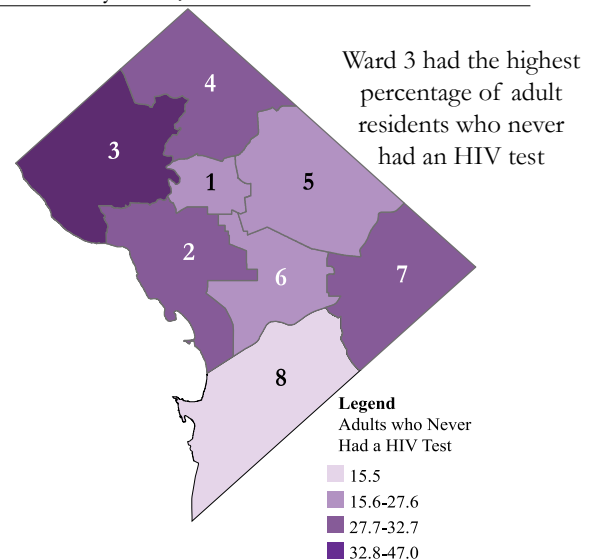 Ward 3 had the highest
percentage of adult
residents who never
had an HIV test
4
3
1
5
2
6
7
8
Legend
Adults who Never
Had a HIV Test
15.5
15.6-27.6
27.7-32.7
32.8-47.0